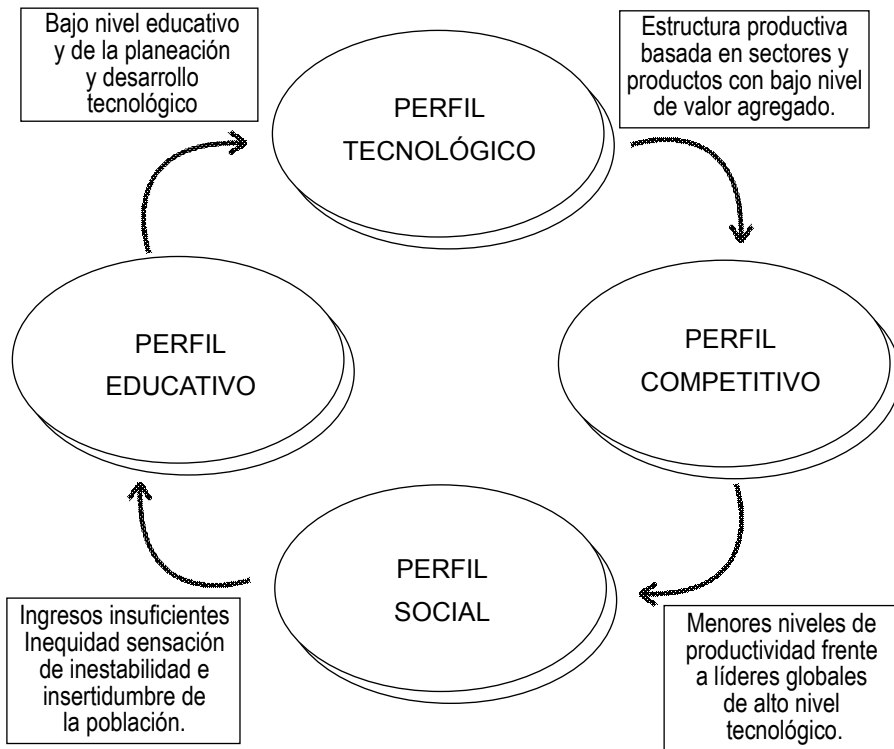 Bajo nivel educativo
y de la planeación
y desarrollo
tecnológico
Estructura productiva
basada en sectores y
productos con bajo nivel
de valor agregado.
PERFIL
TECNOLÓGICO
PERFIL
EDUCATIVO
PERFIL
COMPETITIVO
PERFIL
SOCIAL
Ingresos insuficientes
Inequidad sensación
de inestabilidad e
insertidumbre de
la población.
Menores niveles de
productividad frente
a líderes globales
de alto nivel
tecnológico.